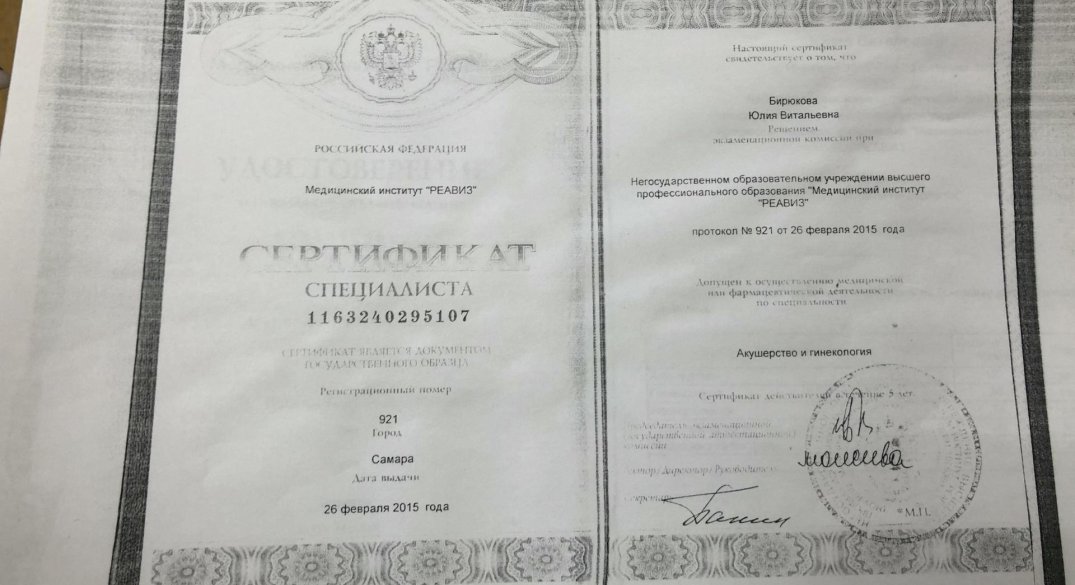 РОССИЙСКАЯ ФЕДЕРАЦИЯ
УДОСТОВЕРЕНИЕ
Медицинский институт "РЕАВИЗ"
СЕРТИФИКАТ
СПЕЦИАЛИСТА
1163240295107
СЕРТИФИКАТ ЯВЛЯЕТСЯ ДОКУМЕНТОМ
ГОСУДАРСТВЕННОГО ОБРАЗЦА
Регистрационный номер
921
Город
Самара
Дата выдачи
26 февраля 2015 года
Настоящий сертификат
свидетельствует о том, что
Бирюкова
Юлия Витальевна
Решением
экзаменационной комиссии при
Негосударственном образовательном учреждении высшего
профессионального образования "Медицинский институт
"РЕАВИЗ"
протокол № 921 от 26 февраля 2015 года
Допущен к осуществлению медицинской
или фармацевтической деятельности
по специальности
Акушерство и гинекология
Сертификат действителен в течение 5 лет.
Председатель экзаменационной
комиссии
Ректор/Директор/Руководитель
Секретарь
М.П.